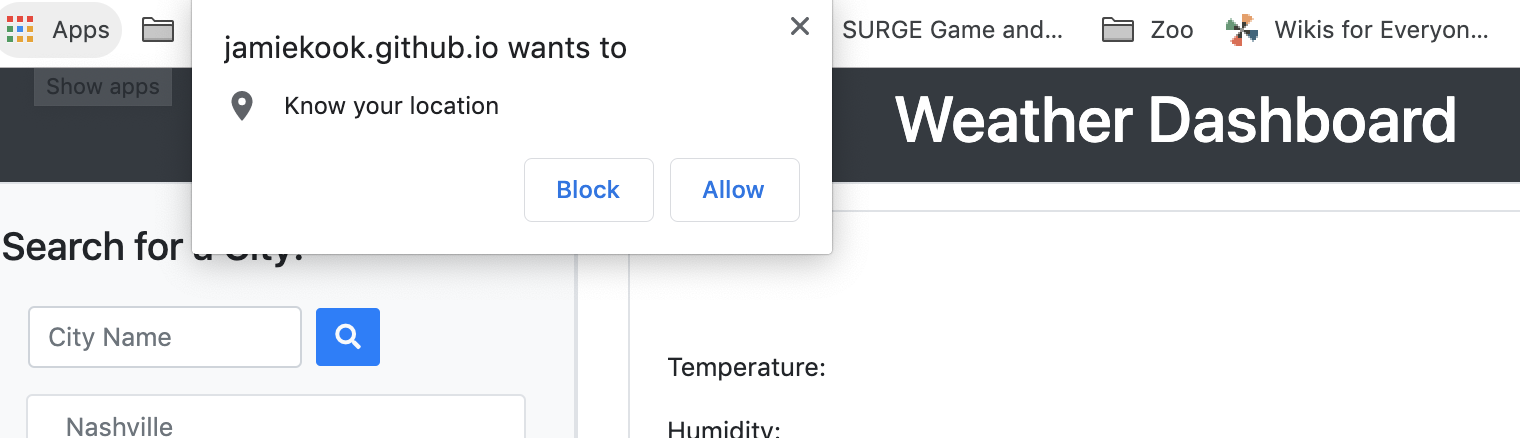 Apps
SURGE Game and...
Zoo
Wikis for Everyon...
Show apps
jamiekook.github.io wants to
Know your location
Block
Allow
Weather Dashboard
Search for a City:
City Name
Nashville
Temperature:
Humidity: